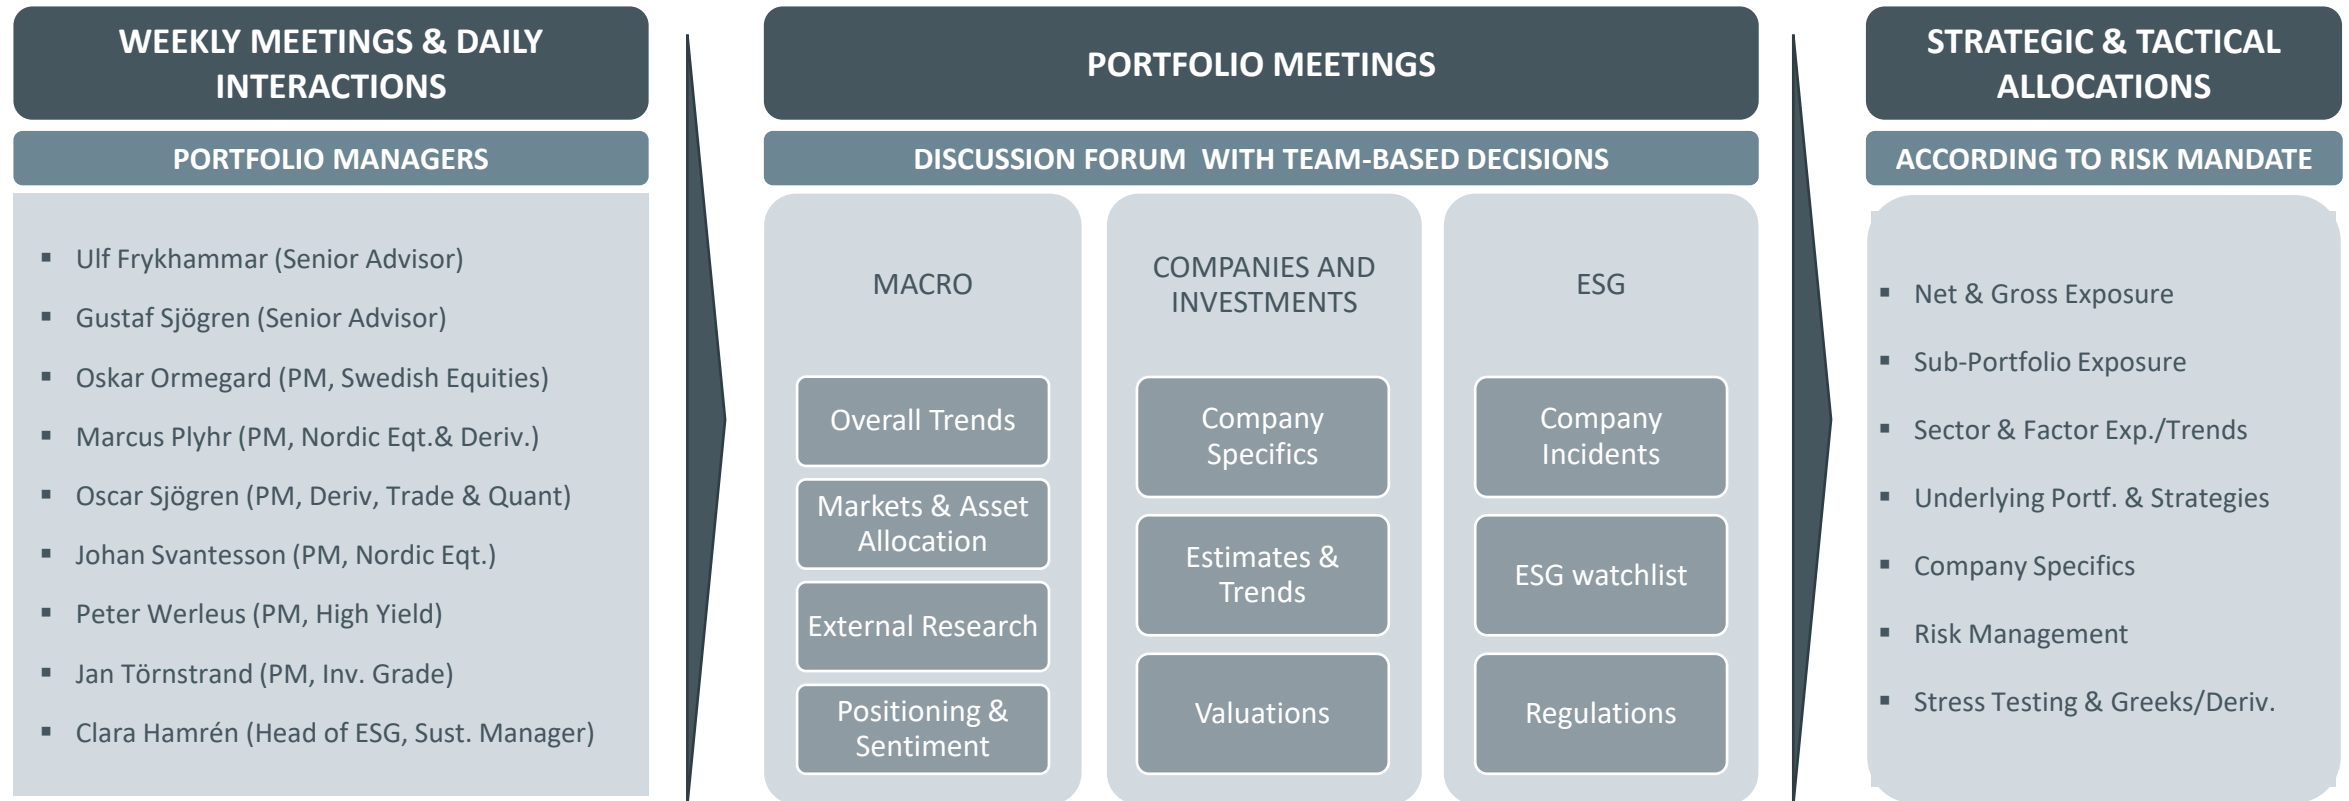 WEEKLY MEETINGS & DAILY
INTERACTIONS
PORTFOLIO MANAGERS
▪ Ulf Frykhammar (Senior Advisor)
▪ Gustaf Sjögren (Senior Advisor)
▪ Oskar Ormegard (PM, Swedish Equities)
▪ Marcus Plyhr (PM, Nordic Eqt.& Deriv.)
▪ Oscar Sjögren (PM, Deriv, Trade & Quant)
▪ Johan Svantesson (PM, Nordic Eqt.)
▪ Peter Werleus (PM, High Yield)
▪ Jan Törnstrand (PM, Inv. Grade)
▪ Clara Hamrén (Head of ESG, Sust. Manager)
PORTFOLIO MEETINGS
DISCUSSION FORUM  WITH TEAM-BASED DECISIONS
MACRO
Overall Trends
Markets & Asset
Allocation
External Research
Positioning &
Sentiment
COMPANIES AND
INVESTMENTS
Company
Specifics
Estimates &
Trends
Valuations
ESG
Company
Incidents
ESG watchlist
Regulations
STRATEGIC & TACTICAL
ALLOCATIONS
ACCORDING TO RISK MANDATE
▪ Net & Gross Exposure
▪ Sub-Portfolio Exposure
▪ Sector & Factor Exp./Trends
▪ Underlying Portf. & Strategies
▪ Company Specifics
▪ Risk Management
▪ Stress Testing & Greeks/Deriv.